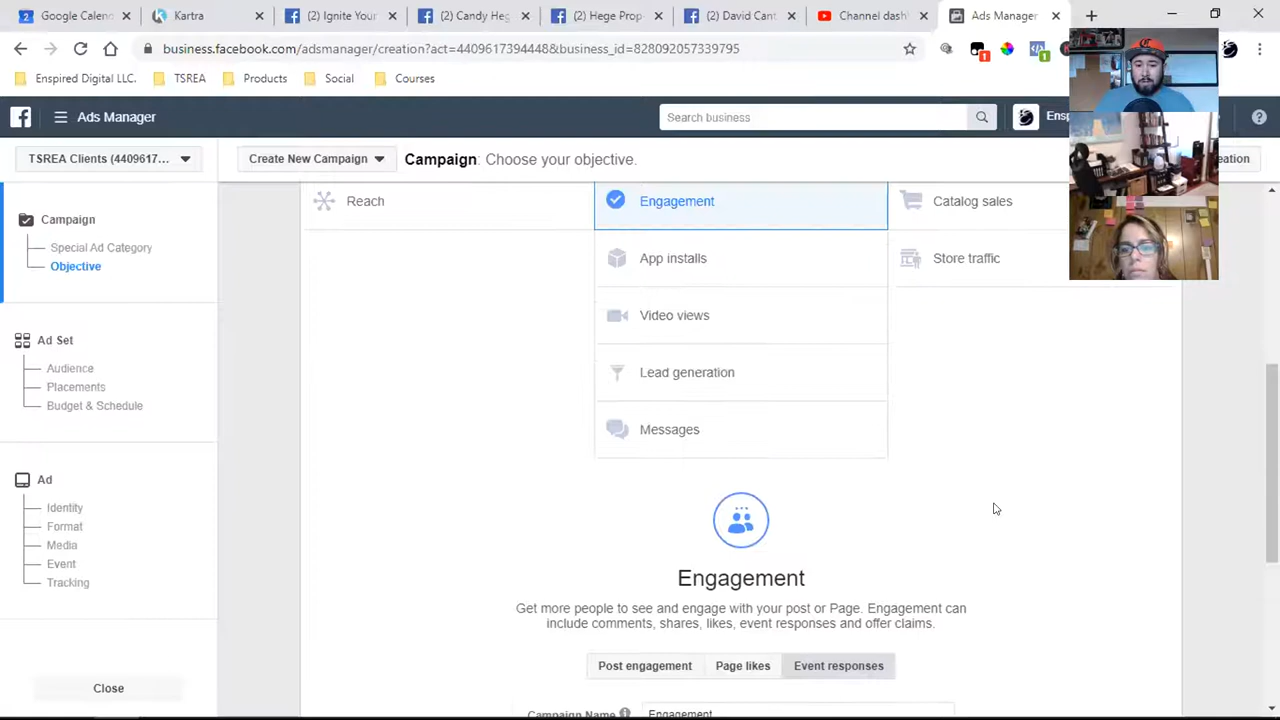 Google Calend
Kartra
(2) Ignite Your
(2) Candy Heg
(2) Hege Prop
(2) David Cant
Channel dash
Ads Manager
business.facebook.com/adsmanager/creation?act=4409617394448&business_id=828092057339795
Enspired Digital LLC.
TSREA
Products
Social
Courses
Ads Manager
Search business
Ens
TSREA Clients (4409617...
Create New Campaign
Campaign: Choose your objective.
eation
Campaign
Special Ad Category
Objective
Ad Set
Audience
Placements
Budget & Schedule
Ad
Identity
Format
Media
Event
Tracking
Close
Reach
Engagement
Catalog sales
App installs
Store traffic
Video views
Lead generation
Messages
Engagement
Get more people to see and engage with your post or Page. Engagement can
include comments, shares, likes, event responses and offer claims.
Post engagement
Page likes
Event responses
Campaign Name
Engagement